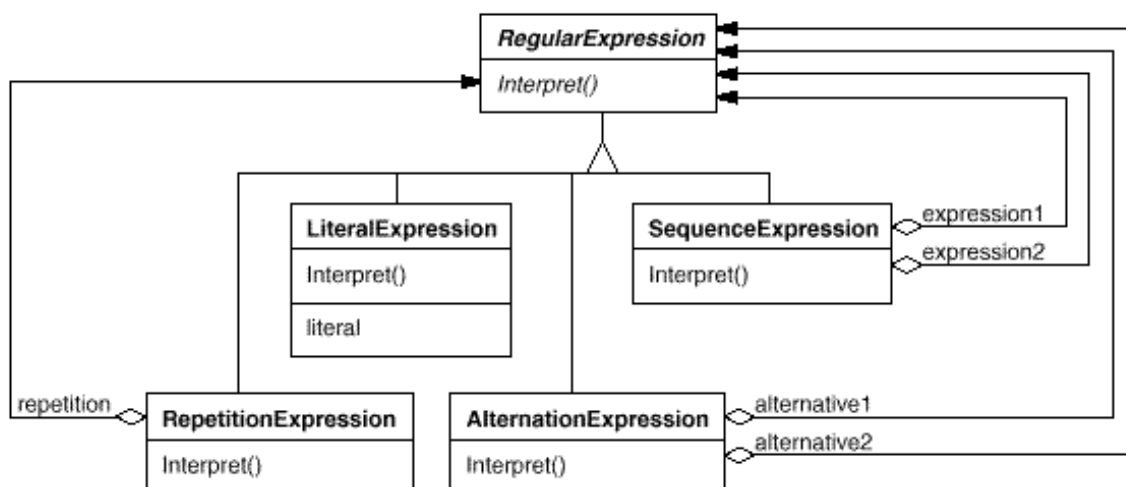 RegularExpression
Interpret()
LiteralExpression
Interpret()
literal
SequenceExpression
Interpret()
expression1
expression2
repetition
RepetitionExpression
Interpret()
AlternationExpression
Interpret()
alternative1
alternative2